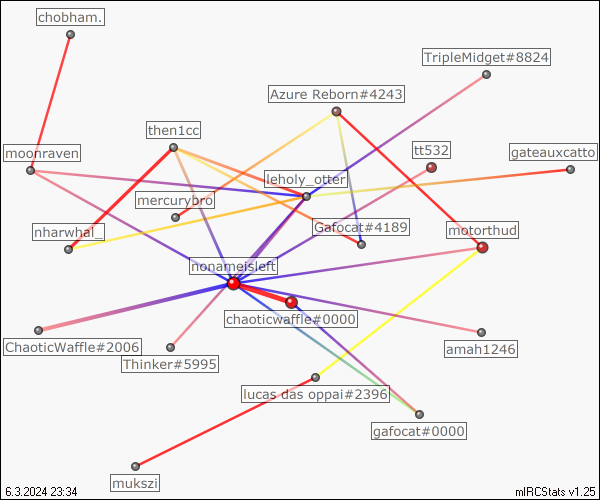 chobham.
TripleMidget#8824
Azure Reborn#4243
then1cc
moonraven
tt532
gateauxcatto
leholy_otter
mercurybro
Gafocat#4189
motorthud
nharwhal_
nonameisleft
chaoticwaffle#0000
ChaoticWaffle#2006
amah1246
Thinker#5995
lucas das oppai#2396
gafocat#0000
mukszi
6.3.2024 23:34
mIRCStats v1.25